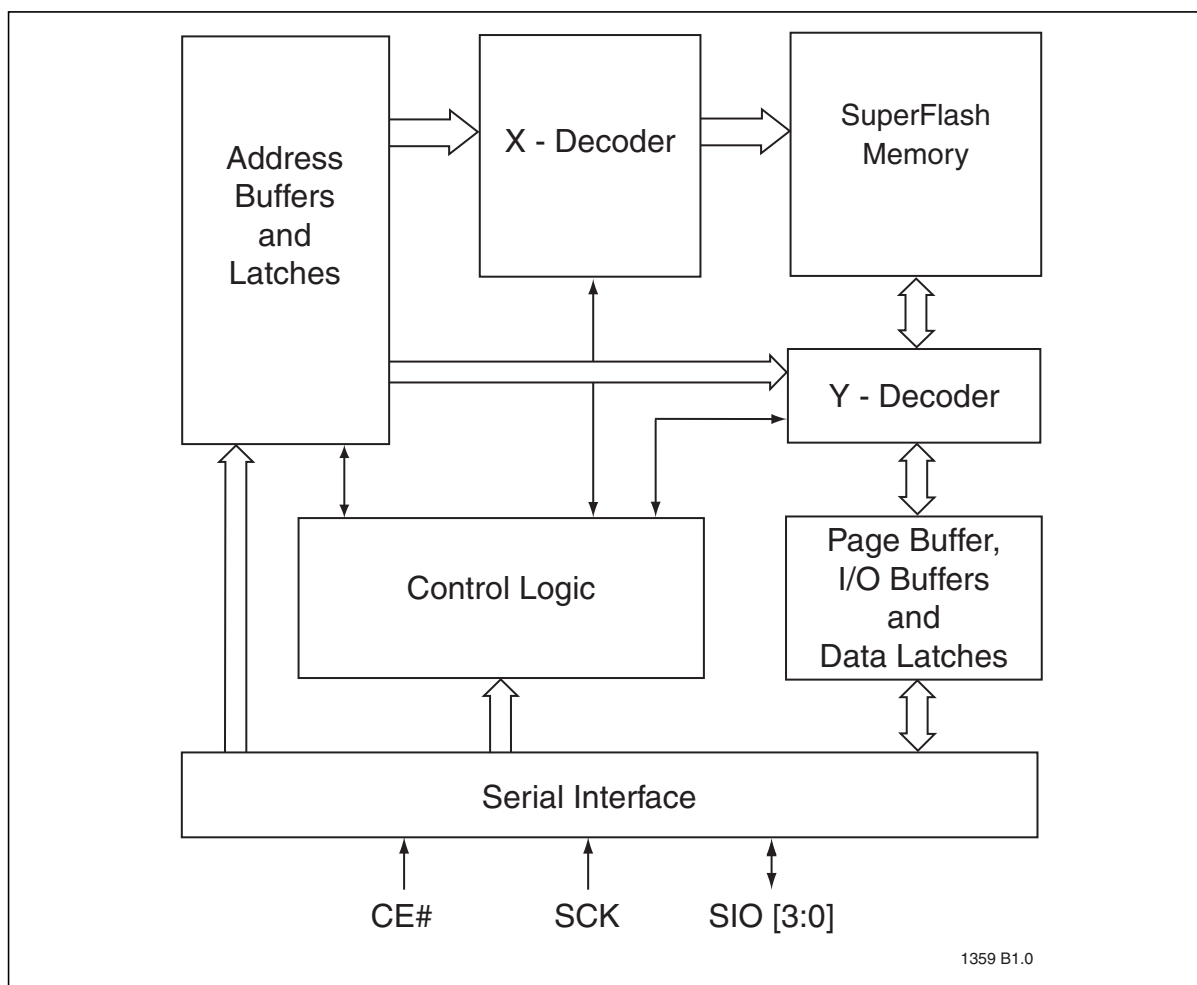 Address
Buffers
and
Latches
X - Decoder
SuperFlash
Memory
Y - Decoder
Control Logic
Page Buffer,
I/O Buffers
and
Data Latches
Serial Interface
CE#
SCK
SIO [3:0]
1359 B1.0